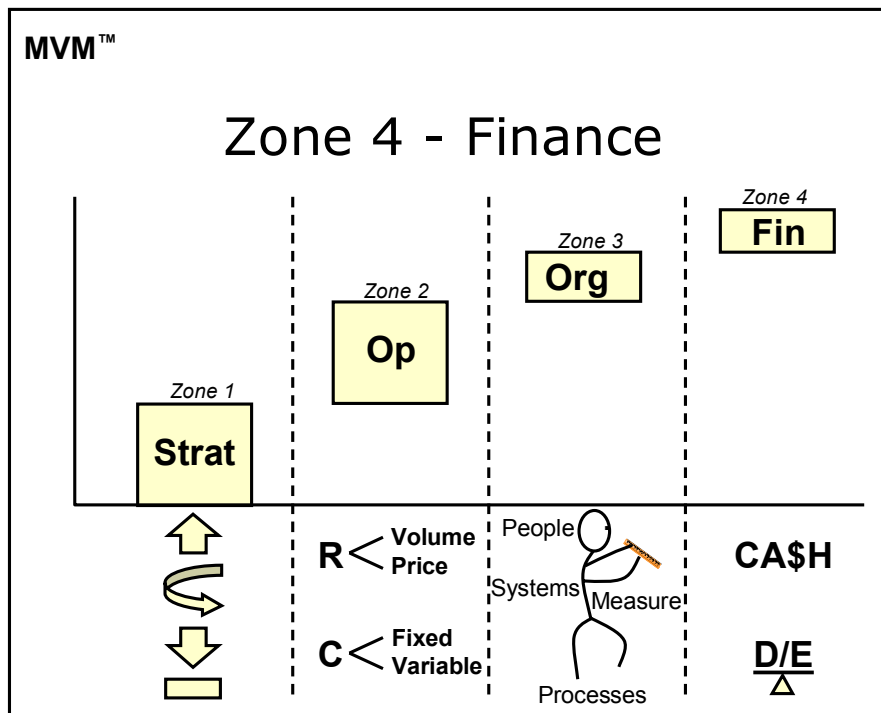 MVM™
Zone 4 - Finance
Zone 4
Fin
Zone 3
Org
Zone 2
Op
Zone 1
Strat
R
Volume
Price
C
Fixed
Variable
People
Systems
Measure
Processes
CA$H
D/E